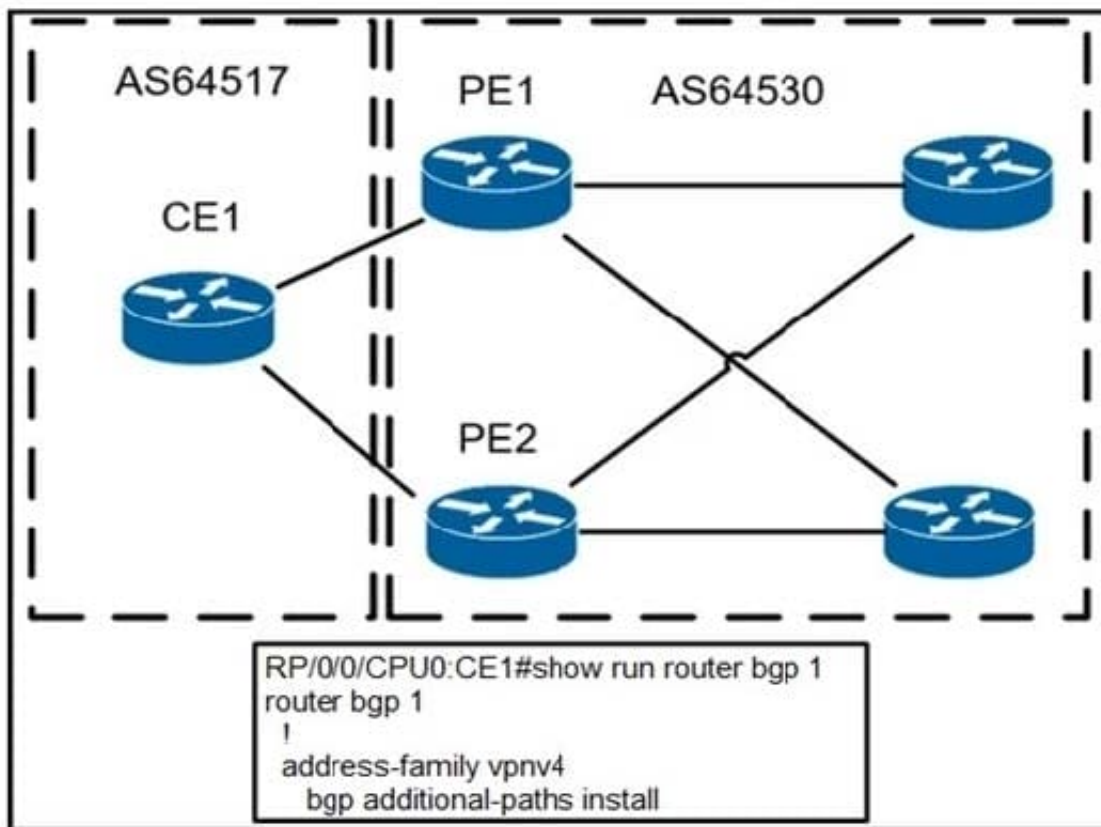 AS64517
PE1
AS64530
CE1
PE2
RP/0/0/CPU0:CE1#show run router bgp 1
router bgp 1
!
address-family vpnv4
bgp additional-paths install